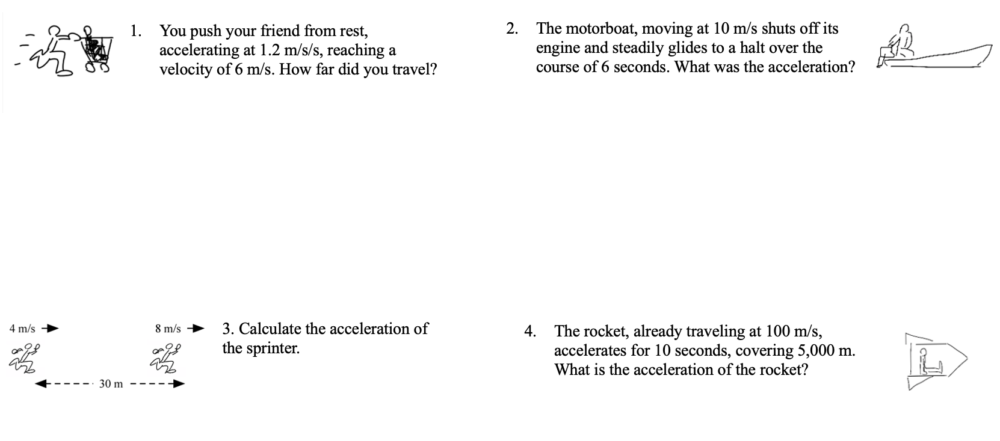 1. You push your friend from rest,
accelerating at 1.2 m/s/s, reaching a
velocity of 6 m/s. How far did you travel?
2. The motorboat, moving at 10 m/s shuts off its
engine and steadily glides to a halt over the
course of 6 seconds. What was the acceleration?
4 m/s
8 m/s
30 m
3. Calculate the acceleration of
the sprinter.
4. The rocket, already traveling at 100 m/s,
accelerates for 10 seconds, covering 5,000 m.
What is the acceleration of the rocket?